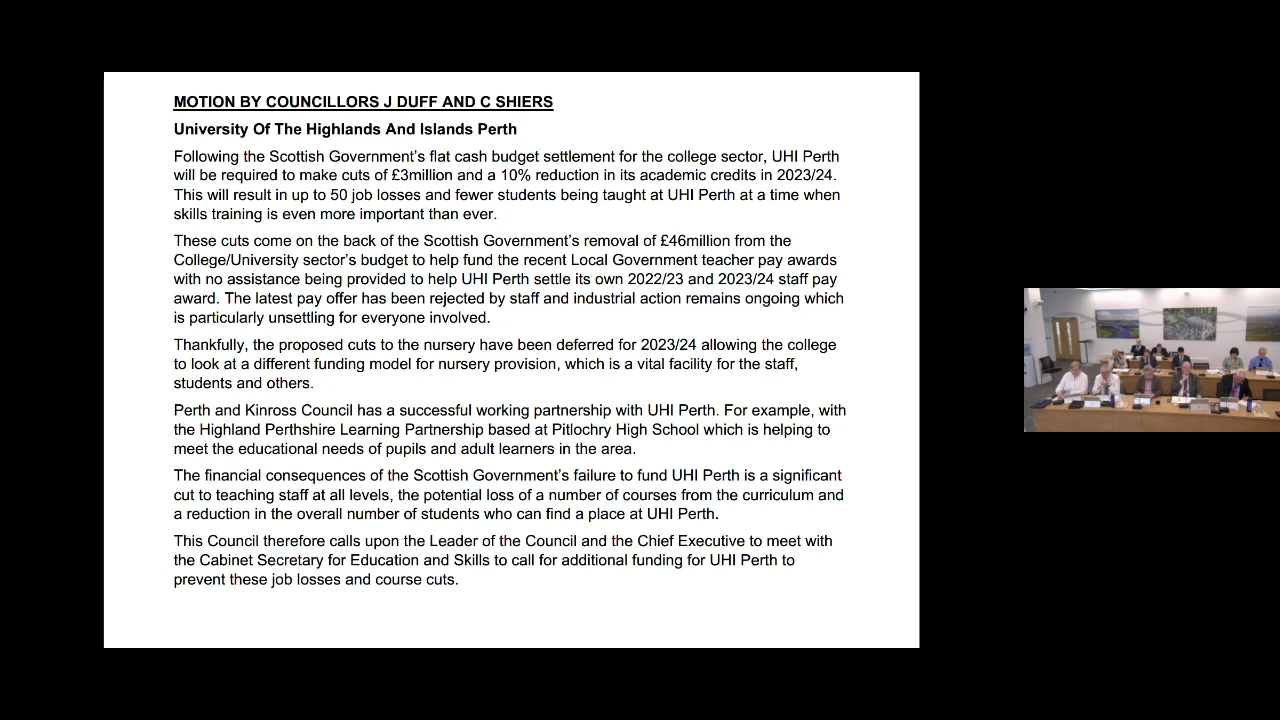 MOTION BY COUNCILLORS J DUFF AND C SHIERS
University Of The Highlands And Islands Perth
Following the Scottish Government's flat cash budget settlement for the college sector, UHI Perth
will be required to make cuts of £3million and a 10% reduction in its academic credits in 2023/24.
This will result in up to 50 job losses and fewer students being taught at UHI Perth at a time when
skills training is even more important than ever.
These cuts come on the back of the Scottish Government's removal of £46million from the
College/University sector's budget to help fund the recent Local Government teacher pay awards
with no assistance being provided to help UHI Perth settle its own 2022/23 and 2023/24 staff pay
award. The latest pay offer has been rejected by staff and industrial action remains ongoing which
is particularly unsettling for everyone involved.
Thankfully, the proposed cuts to the nursery have been deferred for 2023/24 allowing the college
to look at a different funding model for nursery provision, which is a vital facility for the staff,
students and others.
Perth and Kinross Council has a successful working partnership with UHI Perth. For example, with
the Highland Perthshire Learning Partnership based at Pitlochry High School which is helping to
meet the educational needs of pupils and adult learners in the area.
The financial consequences of the Scottish Government's failure to fund UHI Perth is a significant
cut to teaching staff at all levels, the potential loss of a number of courses from the curriculum and
a reduction in the overall number of students who can find a place at UHI Perth.
This Council therefore calls upon the Leader of the Council and the Chief Executive to meet with
the Cabinet Secretary for Education and Skills to call for additional funding for UHI Perth to
prevent these job losses and course cuts.